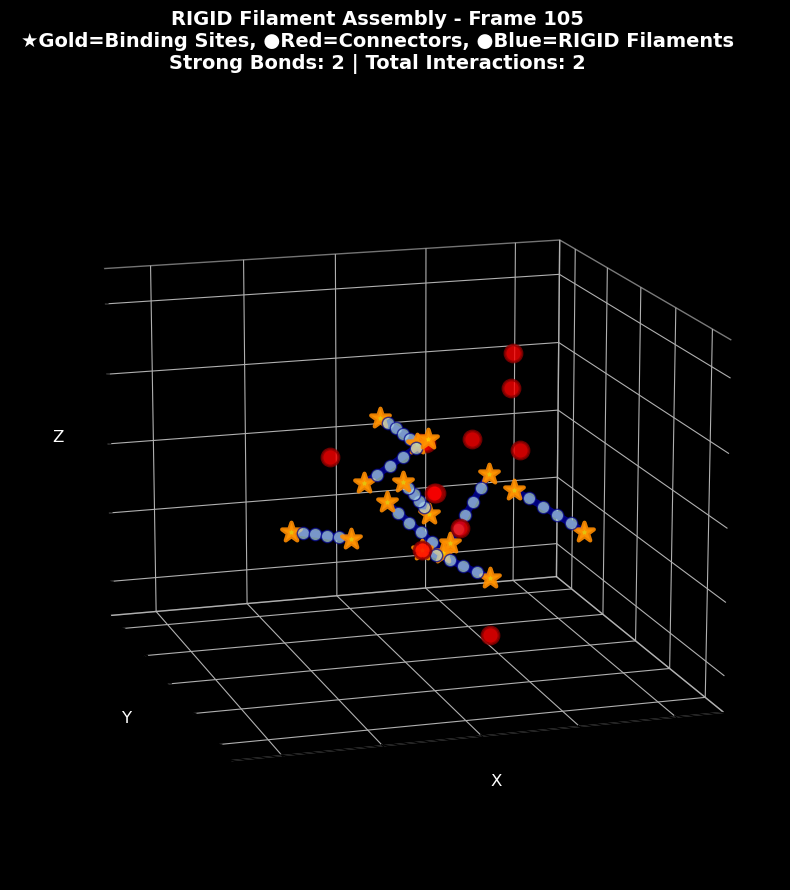 RIGID Filament Assembly - Frame 105
★Gold=Binding Sites, ●Red=Connectors, ●Blue=RIGID Filaments
Strong Bonds: 2 | Total Interactions: 2
Z
Y
X